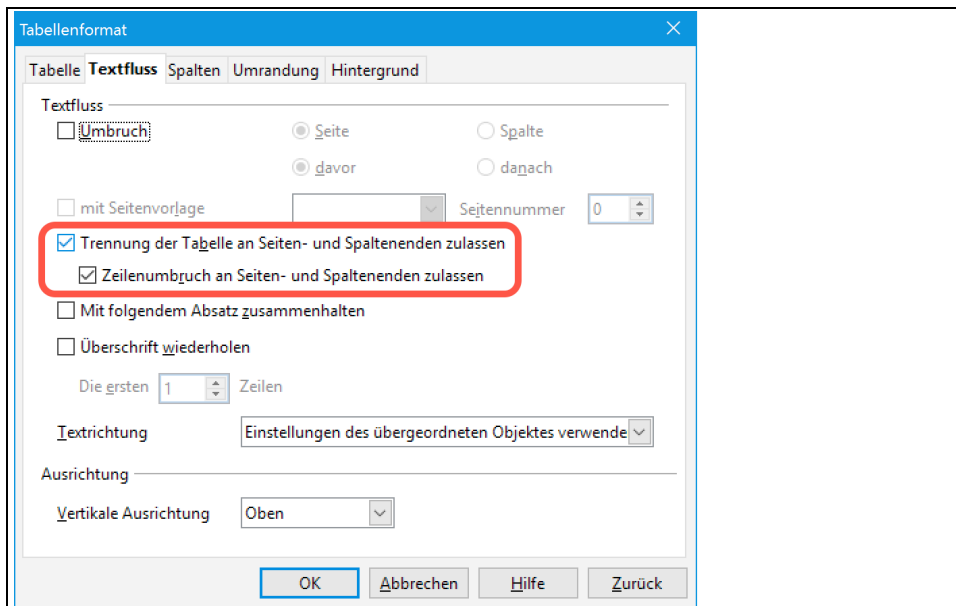 Tabellenformat
Tabelle Textfluss Spalten Umrandung Hintergrund
Textfluss
Umbruch Seite Spalte
davor danach
mit Seitenvorlage Seitennummer 0
Trennung der Tabelle an Seiten- und Spaltenenden zulassen
Zeilenumbruch an Seiten- und Spaltenenden zulassen
Mit folgendem Absatz zusammenhalten
Überschrift wiederholen
Die ersten 1 Zeilen
Textrichtung Einstellungen des übergeordneten Objektes verwende
Ausrichtung
Vertikale Ausrichtung Oben
OK Abbrechen Hilfe Zurück